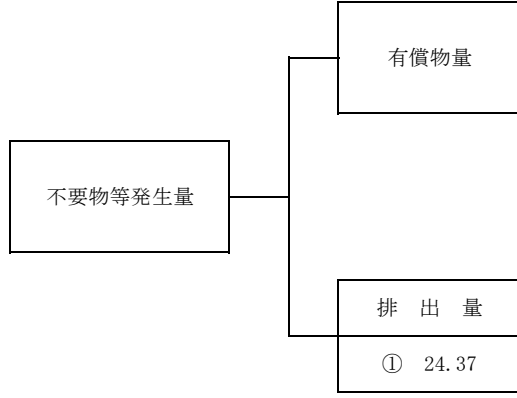 有償物量
不要物等発生量
排 出 量
① 24.37